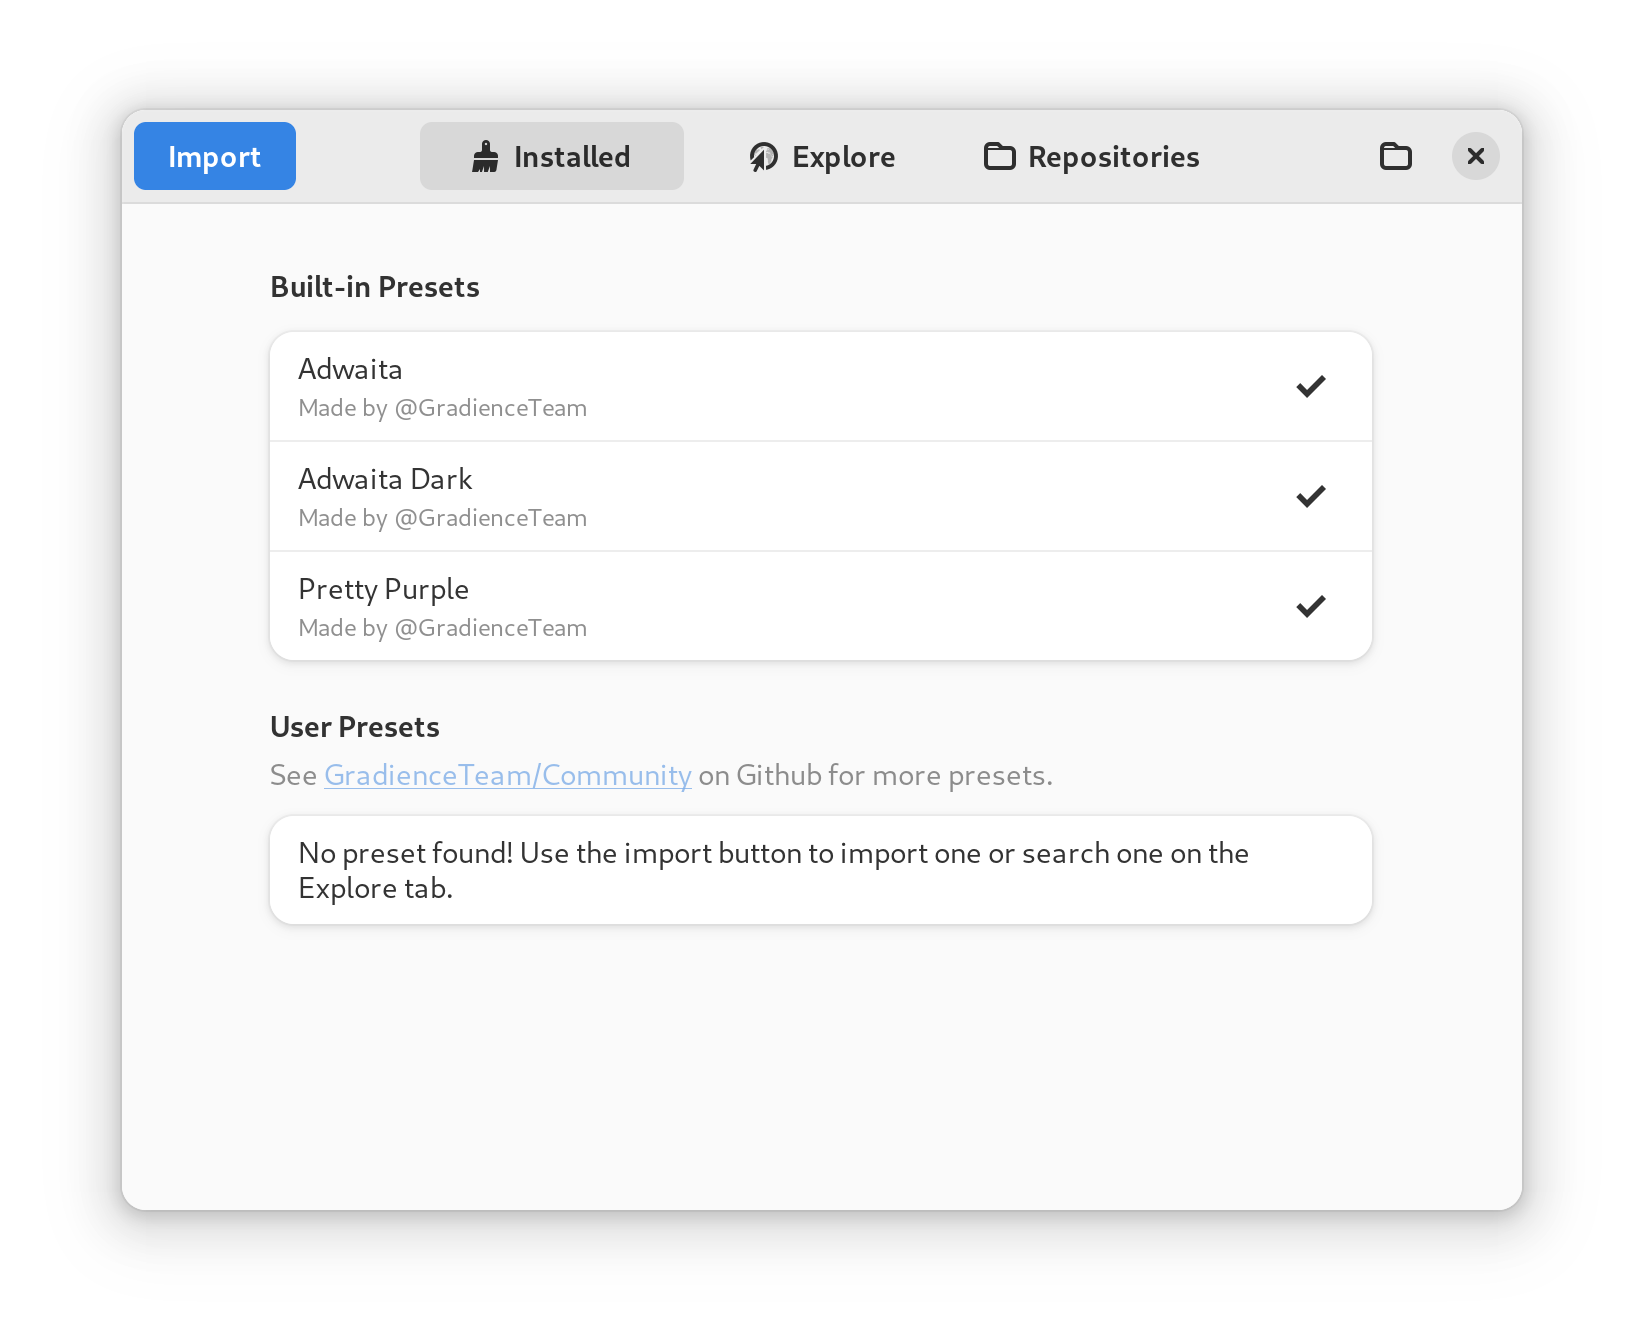 Import
Installed
Explore
Repositories
Built-in Presets
Adwaita
Made by @GradienceTeam
Adwaita Dark
Made by @GradienceTeam
Pretty Purple
Made by @GradienceTeam
User Presets
See GradienceTeam/Community on Github for more presets.
No preset found! Use the import button to import one or search one on the
Explore tab.